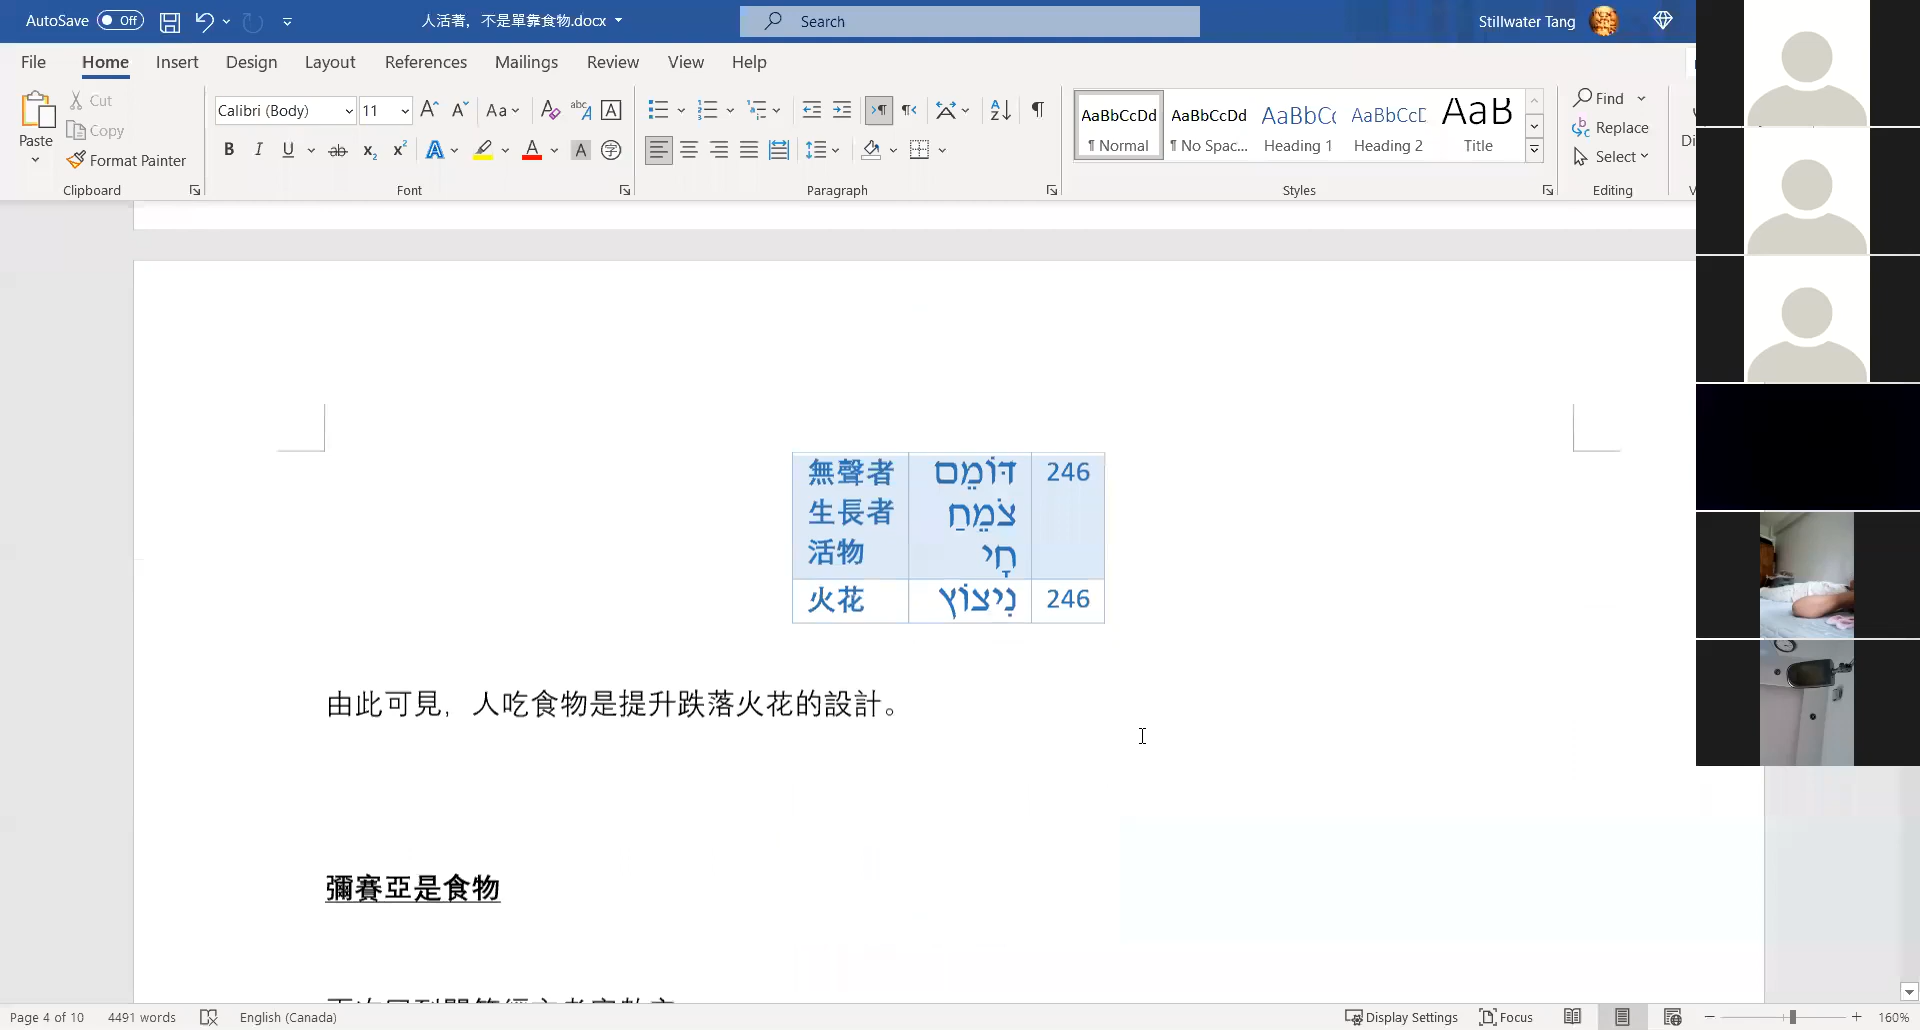 AutoSave Off 人活著，不是單靠食物.docx Search Stillwater Tang
File Home Insert Design Layout References Mailings Review View Help
Paste Cut Copy Format Painter Clipboard
Calibri (Body) 11 Aa Font
Paragraph
AaBbCcDd ¶ Normal
AaBbCcDd ¶ No Spac...
AaBbCc Heading 1
AaBbCcD Heading 2
AaB Title
Styles
Find
Replace
Select
Editing
無聲者 דּוֹמֵם 246
生長者 צֹמֵחַ
活物 חָי
火花 נִיצוֹץ 246
由此可見，人吃食物是提升跌落火花的設計。
彌賽亞是食物
Page 4 of 10 4491 words English (Canada) Display Settings Focus 160%